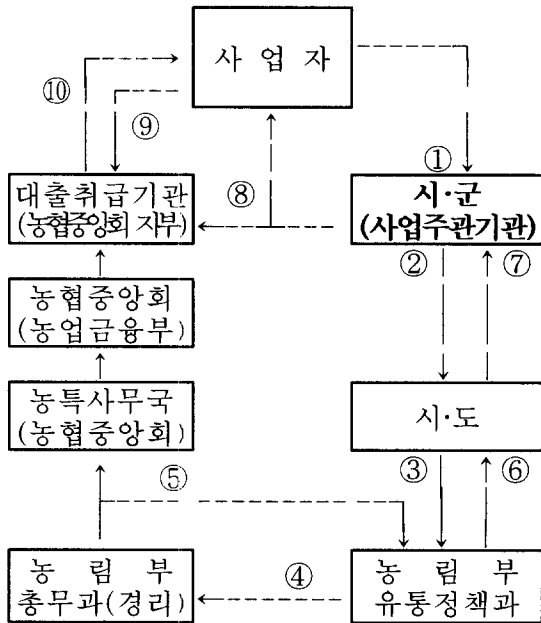 사 업 자
⑩
⑨
①
대출취급기관
(농협중앙회 지부)
⑧
시·군
(사업주관기관)
②
⑦
농협중앙회
(농업금융부)
농특사무국
(농협중앙회)
시·도
③
⑥
⑤
농 림 부
총무과(경리)
④
농 림 부
유통정책과